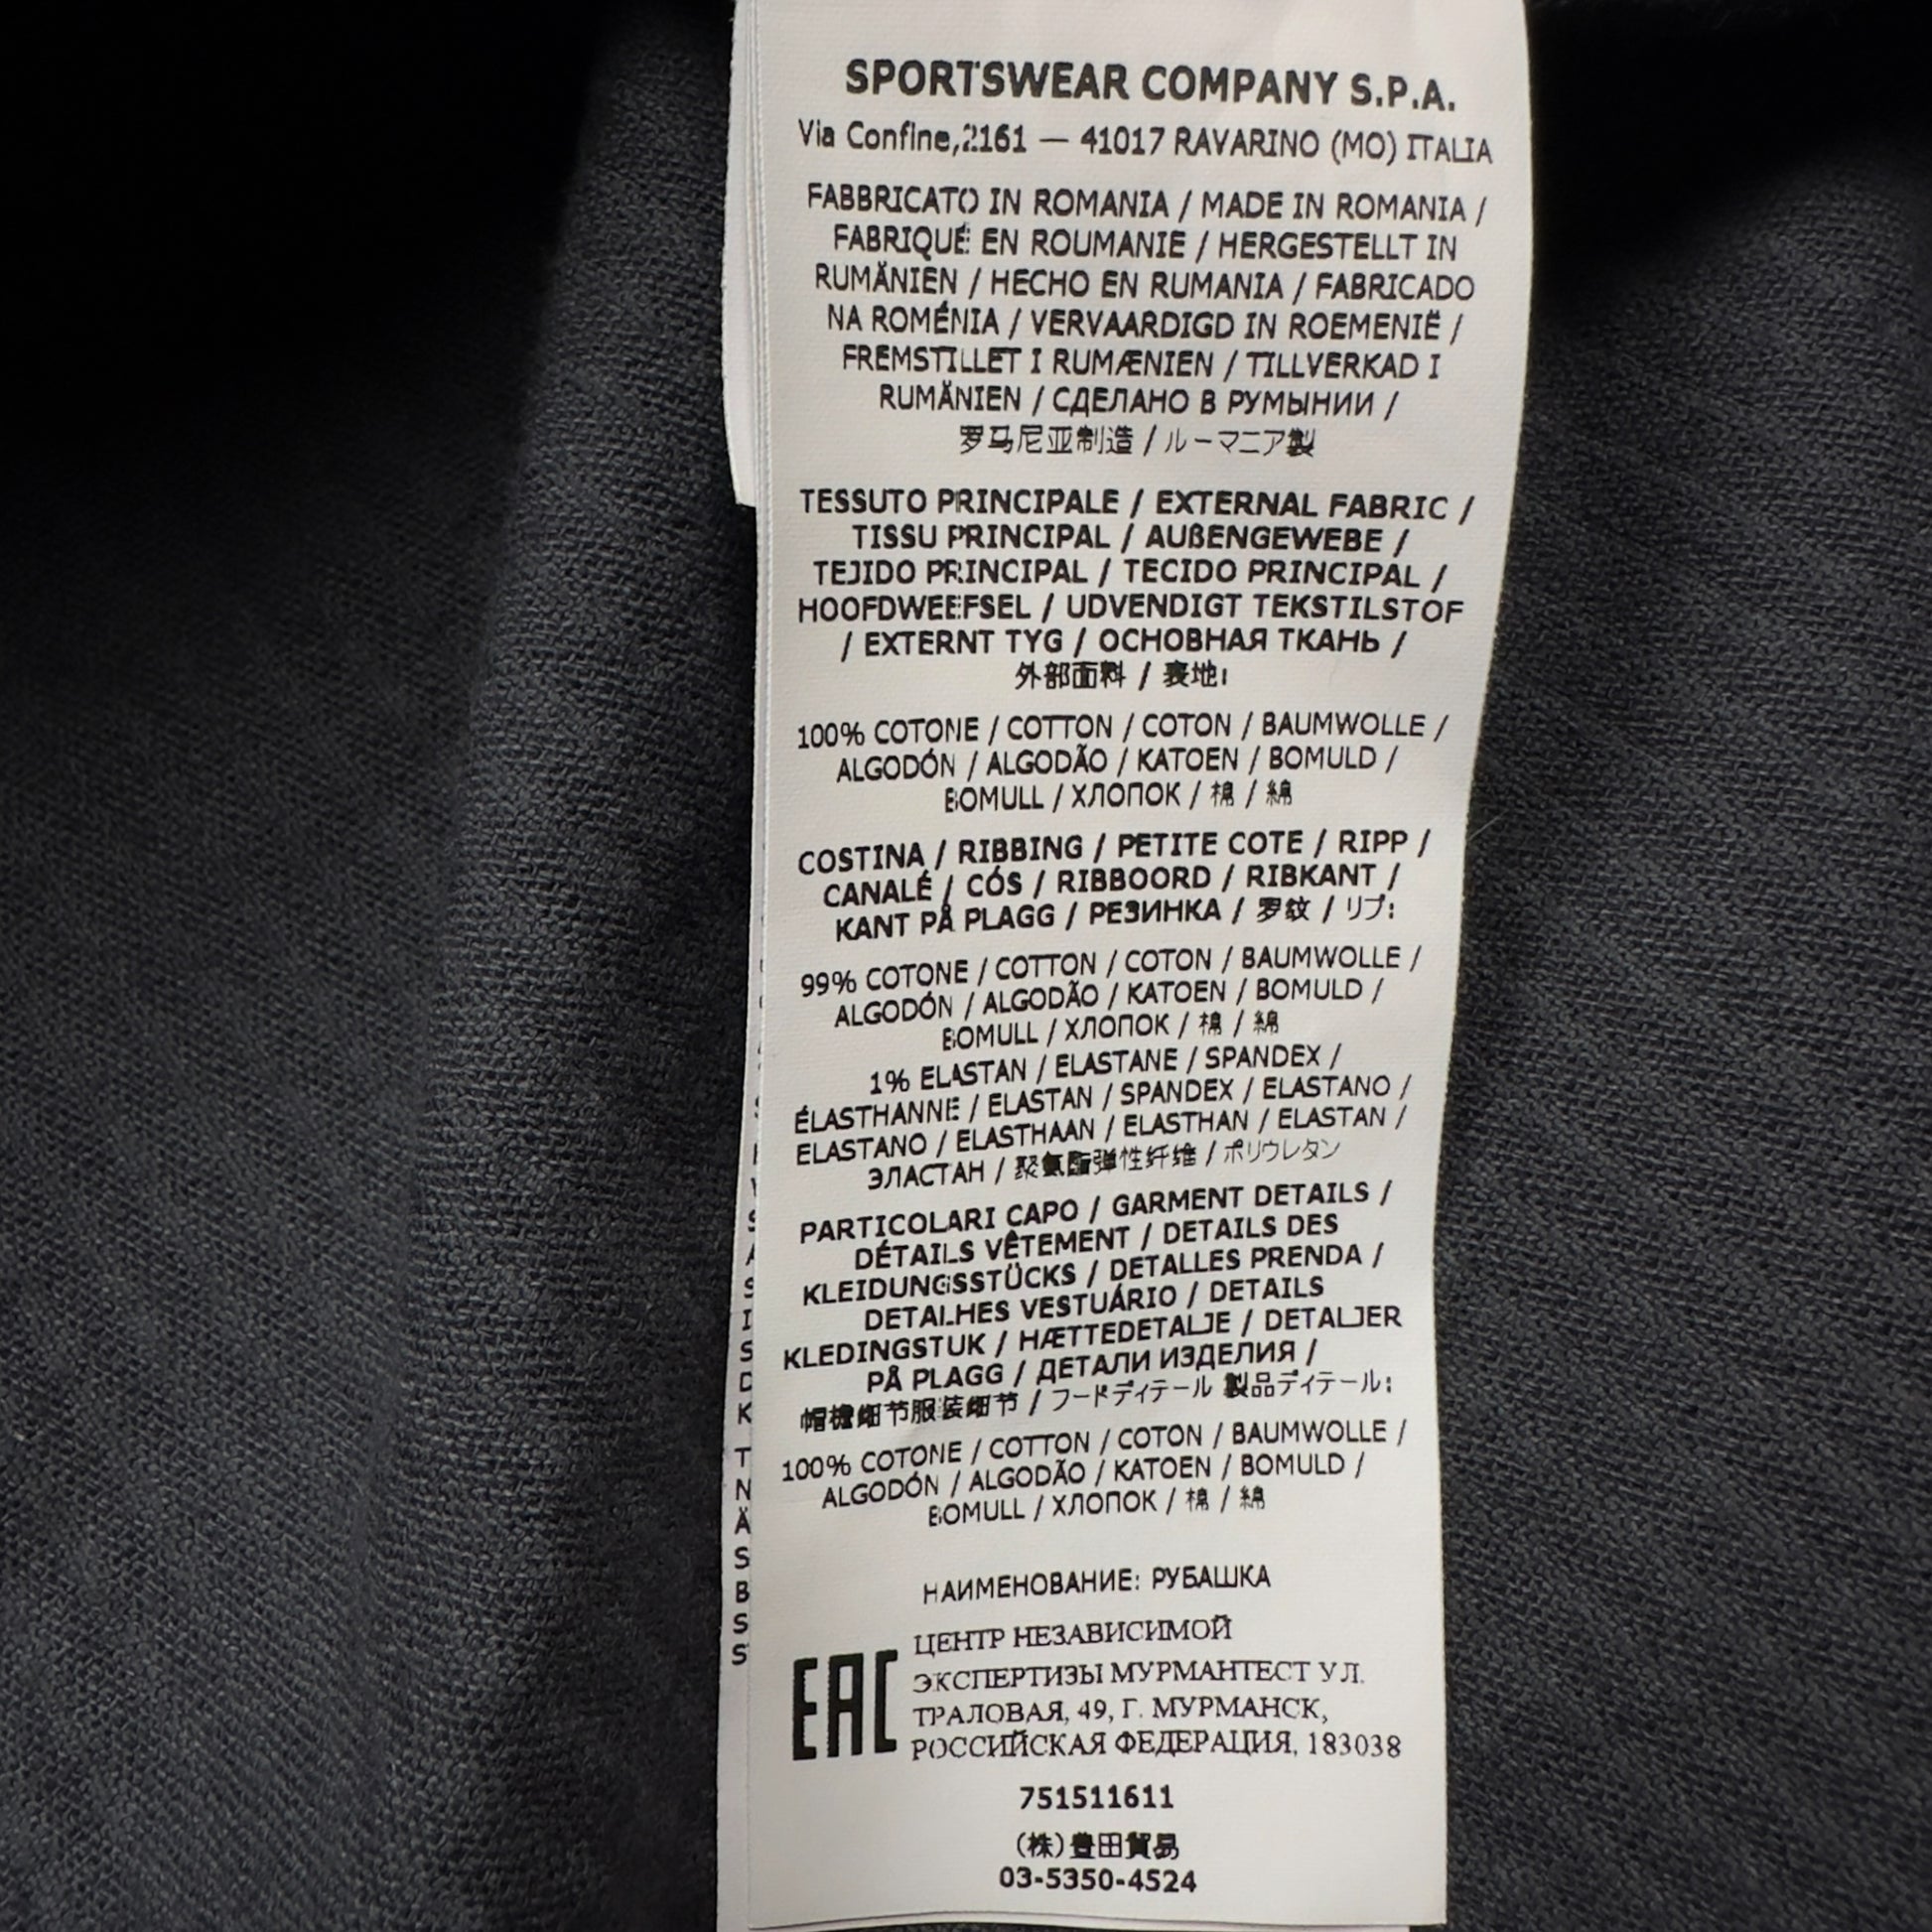 SPORTSWEAR COMPANY S.P.A.
Via Confine,2161 — 41017 RAVARINO (MO) ITALIA
FABBRICATO IN ROMANIA / MADE IN ROMANIA /
FABRIQUÉ EN ROUMANIE / HERGESTELLT IN
RUMÄNIEN / HECHO EN RUMANIA / FABRICADO
NA ROMÉNIA / VERVAARDIGD IN ROEMENIË /
FREMSTILLET I RUMÆNIEN / TILLVERKAD I
RUMÄNIEN / СДЕЛАНО В РУМЫНИИ /
罗马尼亚制造 / ルーマニア製
TESSUTO PRINCIPALE / EXTERNAL FABRIC /
TISSU PRINCIPAL / AUßENGEWEBE /
TEJIDO PRINCIPAL / TECIDO PRINCIPAL /
HOOFDWEEFSEL / UDVENDIGT TEKSTILSTOF
/ EXTERNT TYG / ОСНОВНАЯ ТКАНЬ /
外部面料 / 表地:
100% COTONE / COTTON / COTON / BAUMWOLLE /
ALGODÓN / ALGODÃO / KATOEN / BOMULD /
BOMULL / ХЛОПОК / 棉 / 綿
COSTINA / RIBBING / PETITE COTE / RIPP /
CANALÉ / CÓS / RIBBOORD / RIBKANT /
KANT PÅ PLAGG / РЕЗИНКА / 罗纹 / リブ:
99% COTONE / COTTON / COTON / BAUMWOLLE /
ALGODÓN / ALGODÃO / KATOEN / BOMULD /
BOMULL / ХЛОПОК / 棉 / 綿
1% ELASTAN / ELASTANE / SPANDEX /
ÉLASTHANNE / ELASTAN / SPANDEX / ELASTANO /
ELASTANO / ELASTHAAN / ELASTHAN / ELASTAN /
ЭЛАСТАН / 聚氨酯弹性纤维 / ポリウレタン
PARTICOLARI CAPO / GARMENT DETAILS /
DÉTAILS VÊTEMENT / DETAILS DES
KLEIDUNGSSTÜCKS / DETALLES PRENDA /
DETALHES VESTUÁRIO / DETAILS
KLEDINGSTUK / HÆTTEDETALJE / DETALJER
PÅ PLAGG / ДЕТАЛИ ИЗДЕЛИЯ /
帽檐细节服装细节 / フードディテール 製品ディテール:
100% COTONE / COTTON / COTON / BAUMWOLLE /
ALGODÓN / ALGODÃO / KATOEN / BOMULD /
BOMULL / ХЛОПОК / 棉 / 綿
НАИМЕНОВАНИЕ: РУБАШКА
EAC
ЦЕНТР НЕЗАВИСИМОЙ
ЭКСПЕРТИЗЫ МУРМАНТЕСТ УЛ.
ТРАЛОВАЯ, 49, Г. МУРМАНСК,
РОССИЙСКАЯ ФЕДЕРАЦИЯ, 183038
751511611
(株)豊田貿易
03-5350-4524